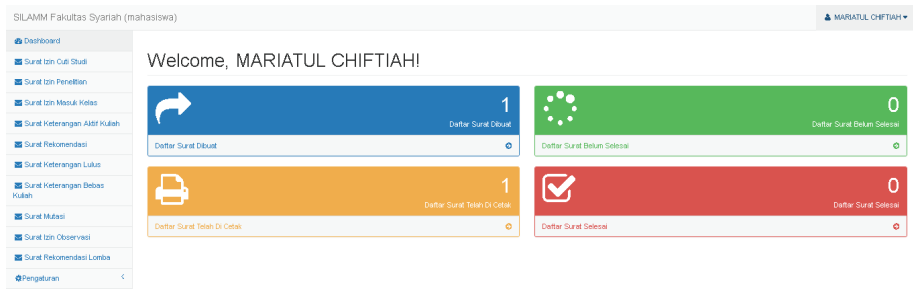 SILAMM Fakultas Syariah (mahasiswa)
MARIATUL CHIFTIAH
Dashboard
Surat Izin Cuti Studi
Surat Izin Penelitian
Surat Izin Masuk Kelas
Surat Keterangan Aktif Kuliah
Surat Rekomendasi
Surat Keterangan Lulus
Surat Keterangan Bebas
Kuliah
Surat Mutasi
Surat Izin Observasi
Surat Rekomendasi Lomba
Pengaturan
Welcome, MARIATUL CHIFTIAH!
1
Daftar Surat Dibuat
Daftar Surat Dibuat
0
Daftar Surat Belum Selesai
Daftar Surat Belum Selesai
1
Daftar Surat Telah Di Cetak
Daftar Surat Telah Di Cetak
0
Daftar Surat Selesai
Daftar Surat Selesai